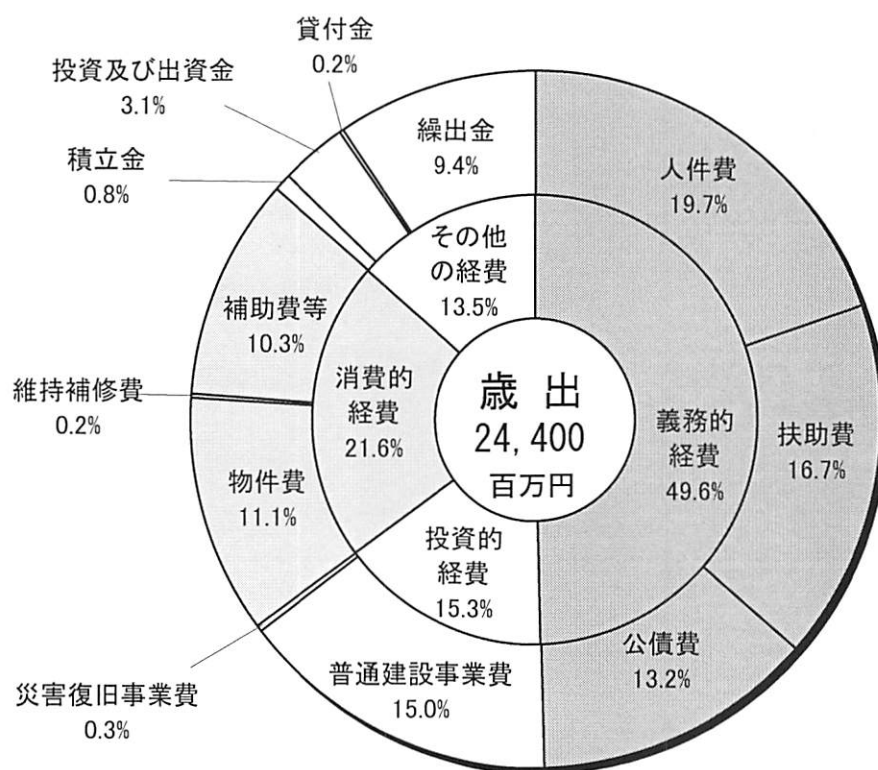 貸付金
0.2%
投資及び出資金
3.1%
積立金
0.8%
繰出金
9.4%
人件費
19.7%
その他
の経費
13.5%
補助費等
10.3%
維持補修費
0.2%
消費的
経費
21.6%
歳 出
24,400
百万円
義務的
経費
49.6%
扶助費
16.7%
物件費
11.1%
投資的
経費
15.3%
公債費
13.2%
普通建設事業費
15.0%
災害復旧事業費
0.3%